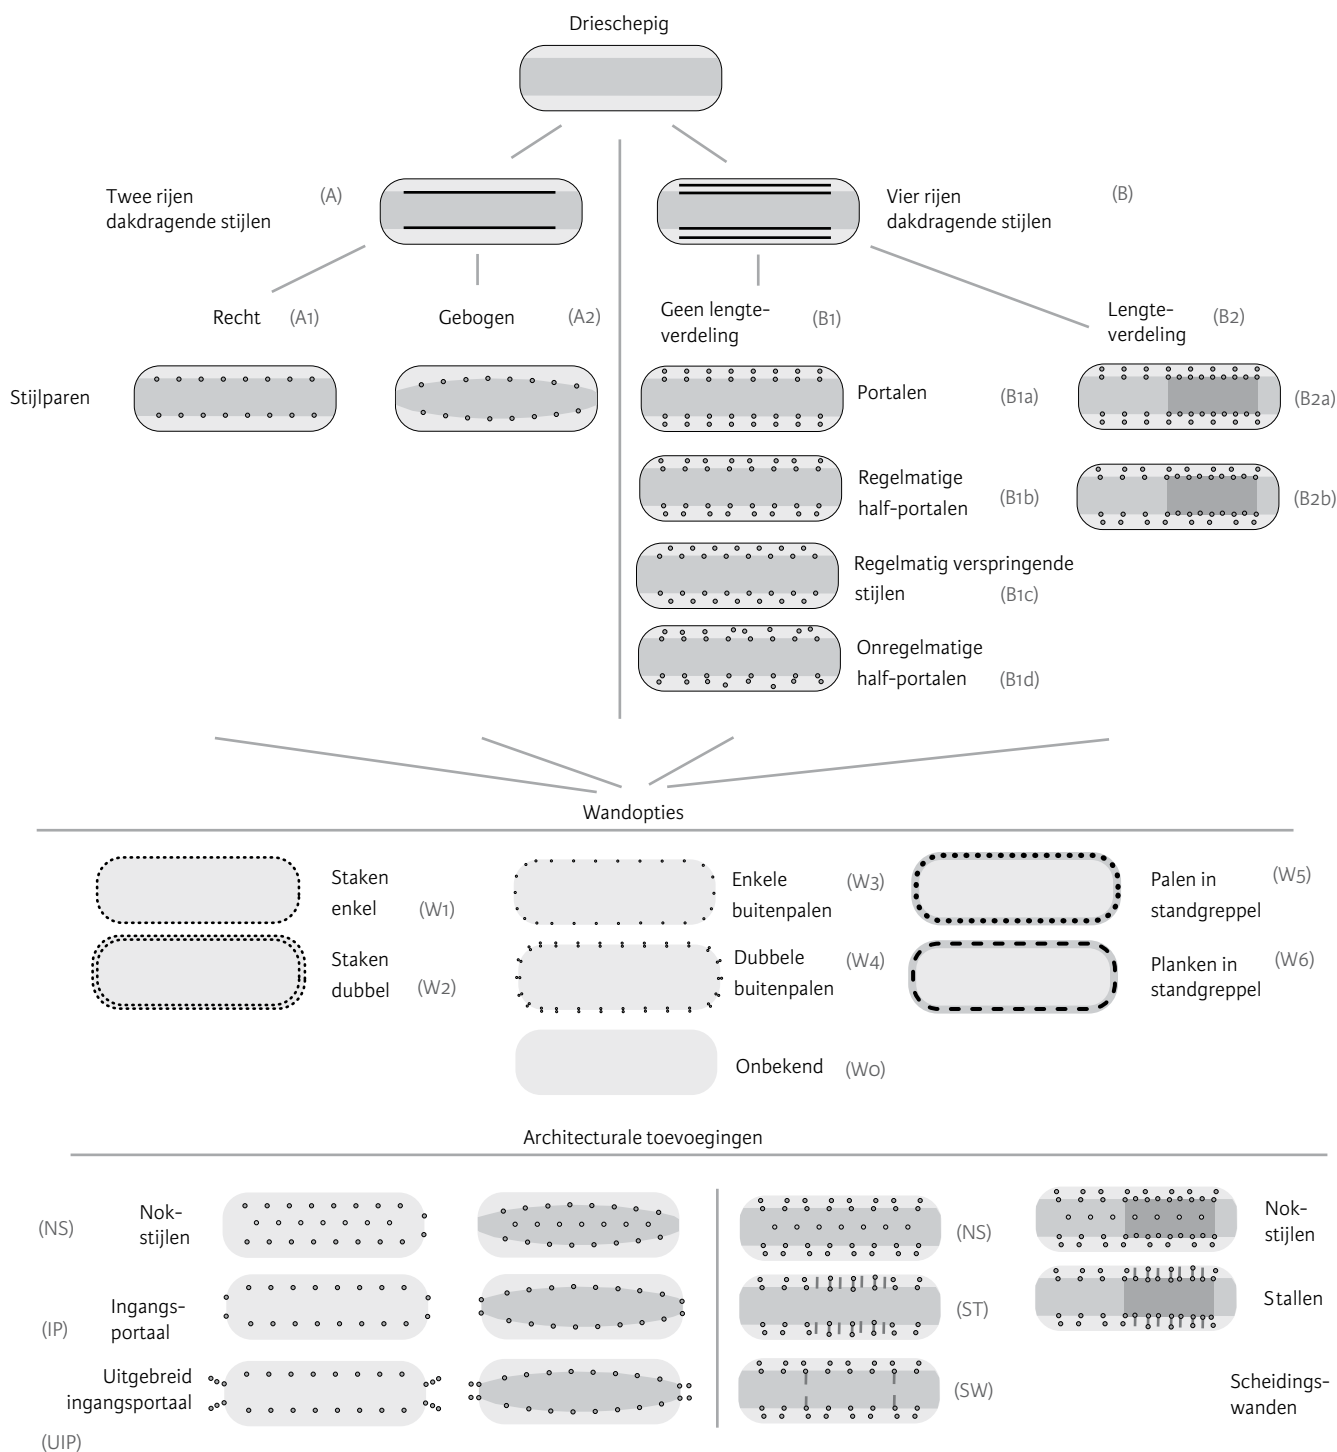 Drieschepig
Twee rijen
dakdragende stijlen
(A)
Vier rijen
dakdragende stijlen
(B)
Recht (A1)
Gebogen (A2)
Geen lengte-
verdeling
(B1)
Lengte-
verdeling
(B2)
Stijlparen
Portalen (B1a)
(B2a)
Regelmatige
half-portalen (B1b)
(B2b)
Regelmatig verspringende
stijlen (B1c)
Onregelmatige
half-portalen (B1d)
Wandopties
Staken
enkel (W1)
Enkele
buitenpalen
(W3)
Palen in
standgreppel
(W5)
Staken
dubbel (W2)
Dubbele
buitenpalen
(W4)
Planken in
standgreppel
(W6)
Onbekend (W0)
Architecturale toevoegingen
(NS)
Nok-
stijlen
(NS)
Nok-
stijlen
(IP)
Ingangs-
portaal
(ST)
Stallen
Uitgebreid
ingangsportaal
(UIP)
(SW)
Scheidings-
wanden